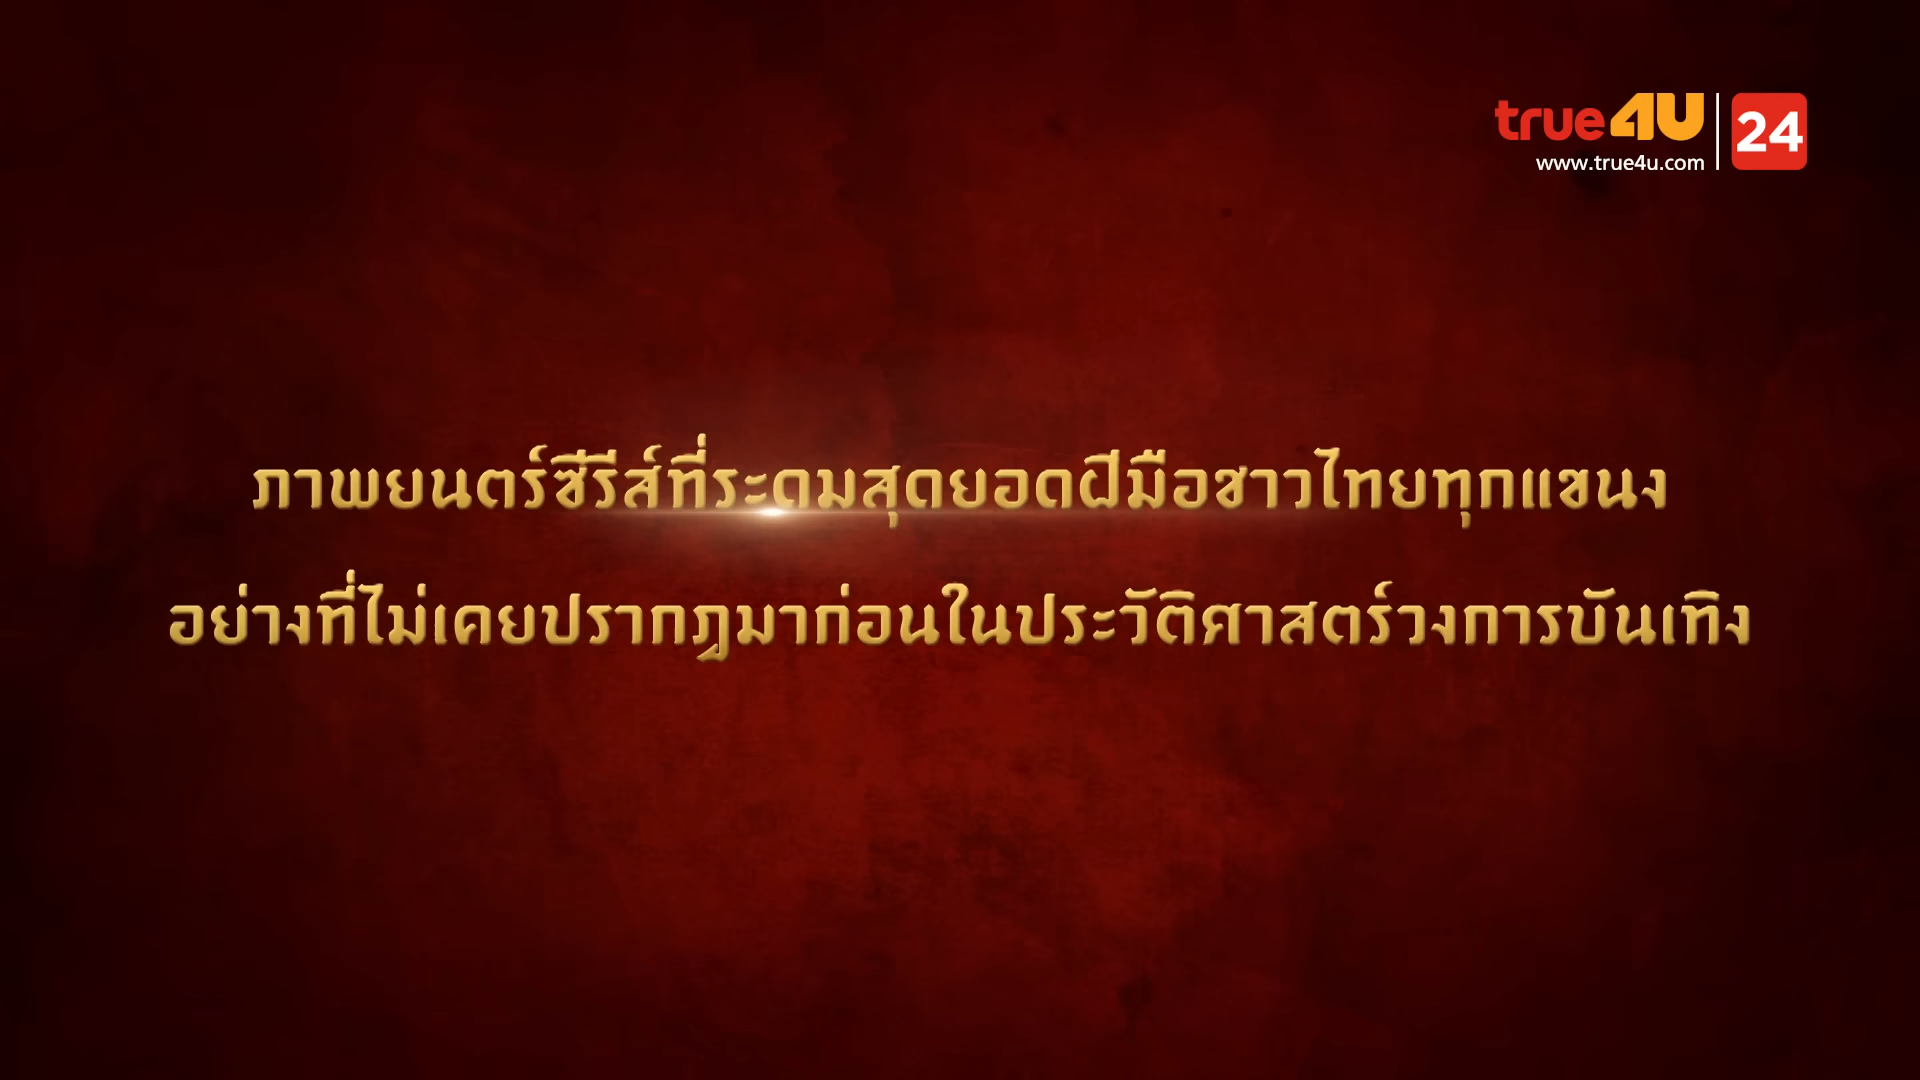 true4U 24
www.true4u.com
ภาพยนตร์ซีรีส์ที่ระดมสุดยอดฝีมือชาวไทยทุกแขนง
อย่างที่ไม่เคยปรากฎมาก่อนในประวัติศาสตร์วงการบันเทิง